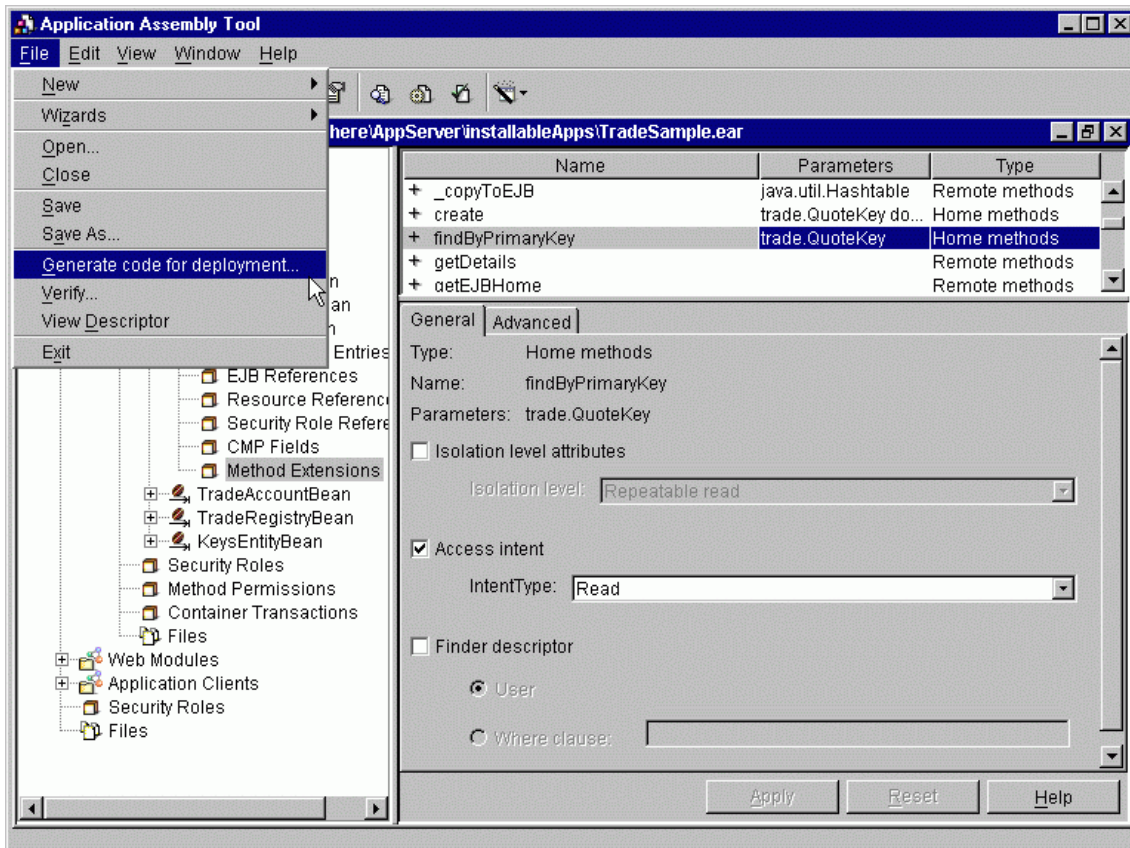 Application Assembly Tool
File Edit View Window Help
New
Wizards
Open...
Close
Save
Save As...
Generate code for deployment...
Verify...
View Descriptor
Exit
here\AppServer\installableApps\TradeSample.ear
Name Parameters Type
+ _copyToEJB java.util.Hashtable Remote methods
+ create trade.QuoteKey do... Home methods
+ findByPrimaryKey trade.QuoteKey Home methods
+ getDetails Remote methods
+ getEJBHome Remote methods
n
an
n
Entries
EJB References
Resource Referenc
Security Role Refere
CMP Fields
Method Extensions
TradeAccountBean
TradeRegistryBean
KeysEntityBean
Security Roles
Method Permissions
Container Transactions
Files
Web Modules
Application Clients
Security Roles
Files
General Advanced
Type: Home methods
Name: findByPrimaryKey
Parameters: trade.QuoteKey
Isolation level attributes
Isolation level: Repeatable read
Access intent
IntentType: Read
Finder descriptor
User
Where clause:
Apply Reset Help